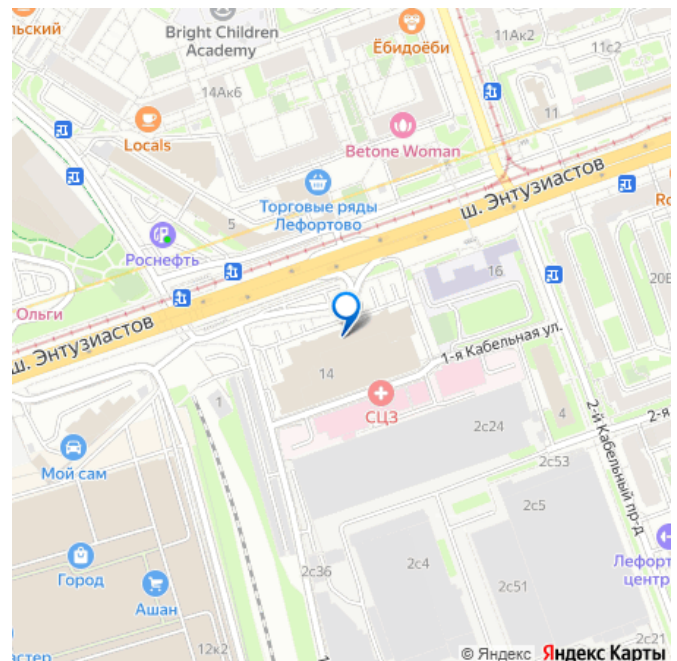 льский
Bright Children
Academy
Ёбидоёби
11Ак2
11с2
14Ак6
11
Locals
Betone Woman
ш. Энтузиастов
Торговые ряды
Лефортово
5
Роснефть
16
20В
Ольги
ш. Энтузиастов
1-я Кабельная ул.
14
1
СЦЗ
4
2-я
2с24
2-й Кабельный пр-д
Мой сам
2с53
2с5
Лефорт
центр
Город
Ашан
2с36
2с4
2с51
12к2
2с21
астер
1
© Яндекс Яндекс Карты